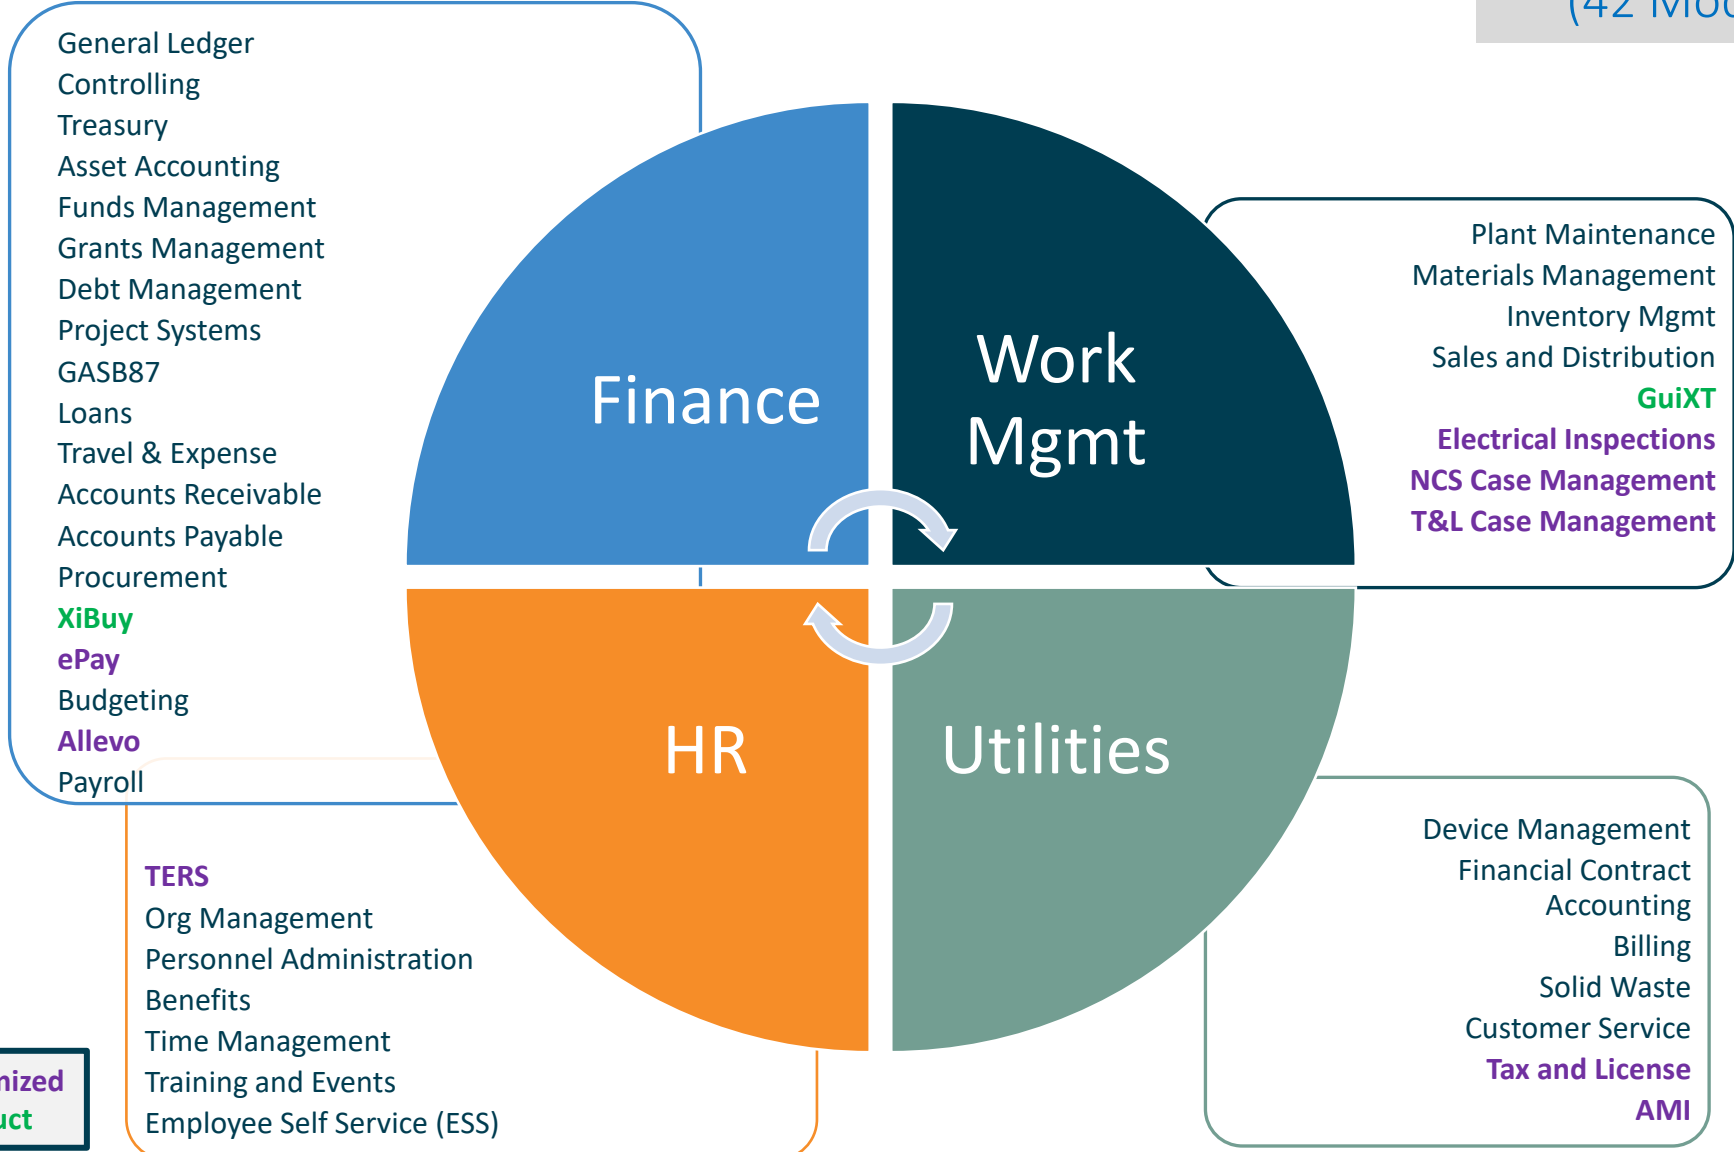 (42 Mod
General Ledger
Controlling
Treasury
Asset Accounting
Funds Management
Grants Management
Debt Management
Project Systems
GASB87
Loans
Travel & Expense
Accounts Receivable
Accounts Payable
Procurement
XiBuy
ePay
Budgeting
Allevo
Payroll
Finance
Work
Mgmt
Plant Maintenance
Materials Management
Inventory Mgmt
Sales and Distribution
GuiXT
Electrical Inspections
NCS Case Management
T&L Case Management
HR
Utilities
TERS
Org Management
Personnel Administration
Benefits
Time Management
Training and Events
Employee Self Service (ESS)
Device Management
Financial Contract
Accounting
Billing
Solid Waste
Customer Service
Tax and License
AMI
nized
uct